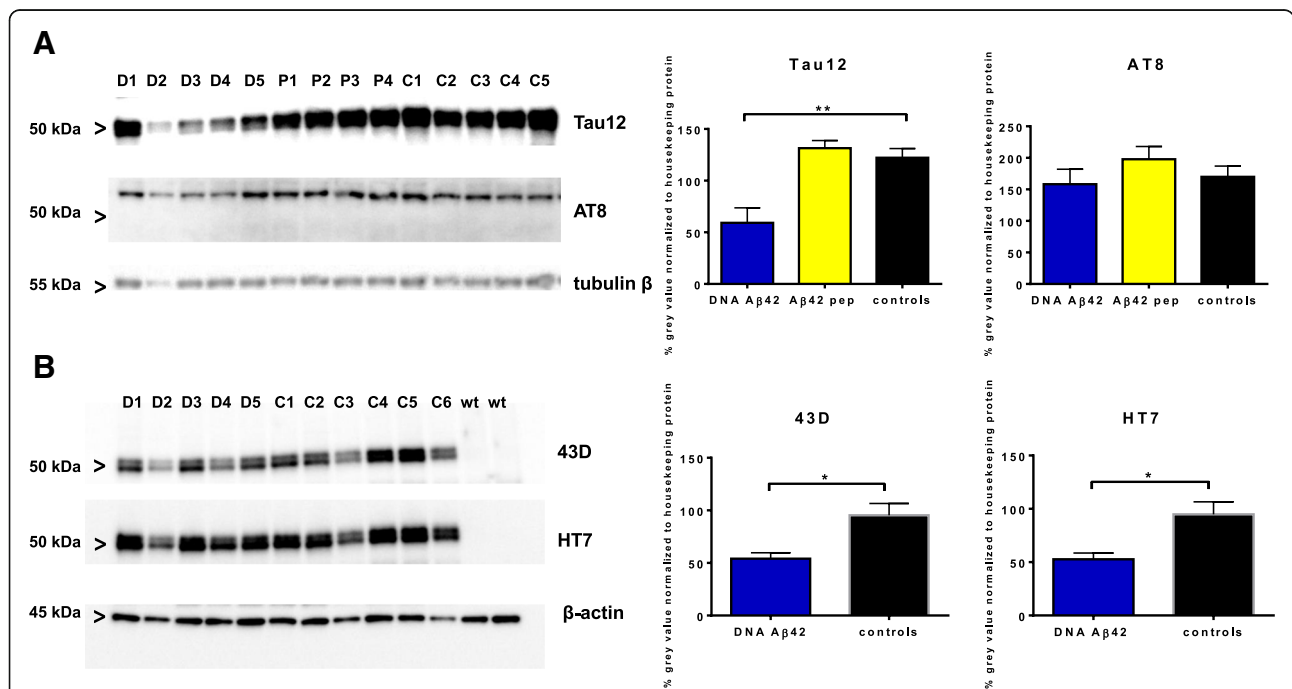 A
D1 D2 D3 D4 D5 P1 P2 P3 P4 C1 C2 C3 C4 C5
50 kDa >
Tau12
50 kDa >
AT8
55 kDa >
tubulin β
Tau12
% grey value normalized to housekeeping protein
150
100
50
0
**
DNA Aβ42 Aβ42 pep controls
AT8
% grey value normalized to housekeeping protein
250
200
150
100
50
0
DNA Aβ42 Aβ42 pep controls
B
D1 D2 D3 D4 D5 C1 C2 C3 C4 C5 C6 wt wt
50 kDa >
43D
50 kDa >
HT7
45 kDa >
β-actin
43D
% grey value normalized to housekeeping protein
150
100
50
0
*
DNA Aβ42 controls
HT7
% grey value normalized to housekeeping protein
150
100
50
0
*
DNA Aβ42 controls